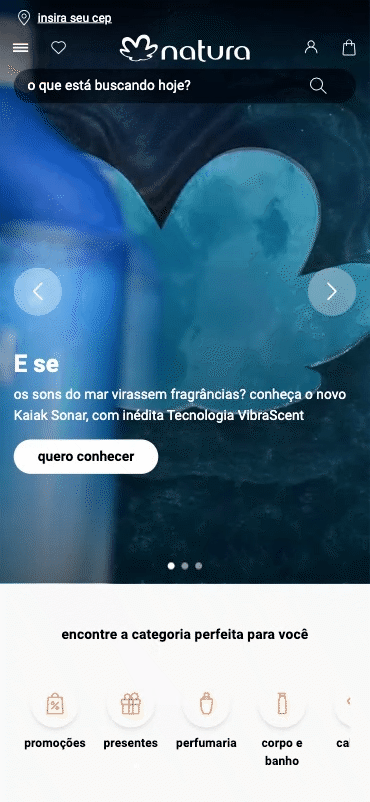 insira seu cep
natura
o que está buscando hoje?
E se
os sons do mar virassem fragrâncias? conheça o novo
Kaiak Sonar, com inédita Tecnologia VibraScent
quero conhecer
encontre a categoria perfeita para você
promoções
presentes
perfumaria
corpo e
banho